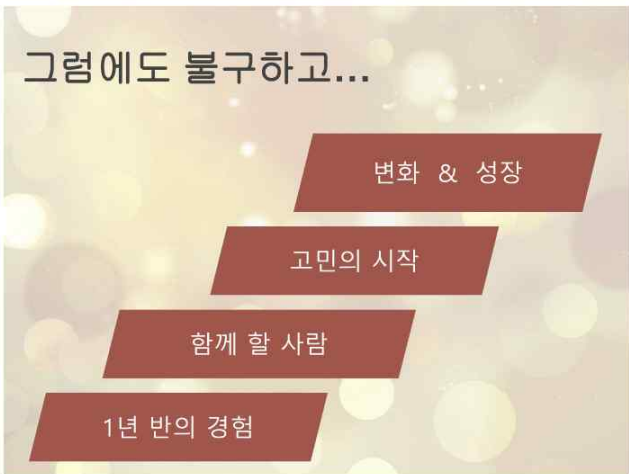 그럼에도 불구하고...
변화 & 성장
고민의 시작
함께 할 사람
1년 반의 경험